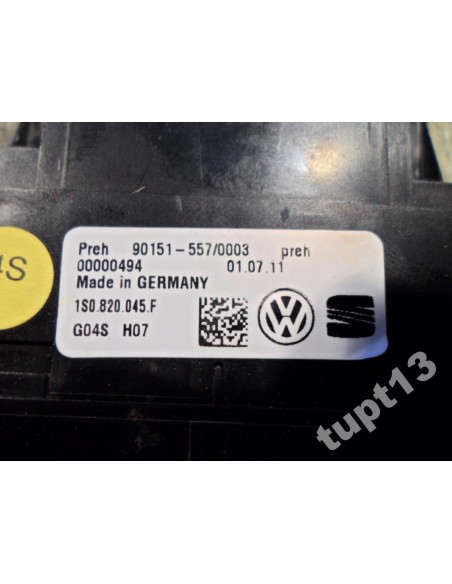 Preh 90151-557/0003 preh
00000494 01.07.11
Made in GERMANY
1S0.820.045.F
G04S H07
4S
VW
tupt13